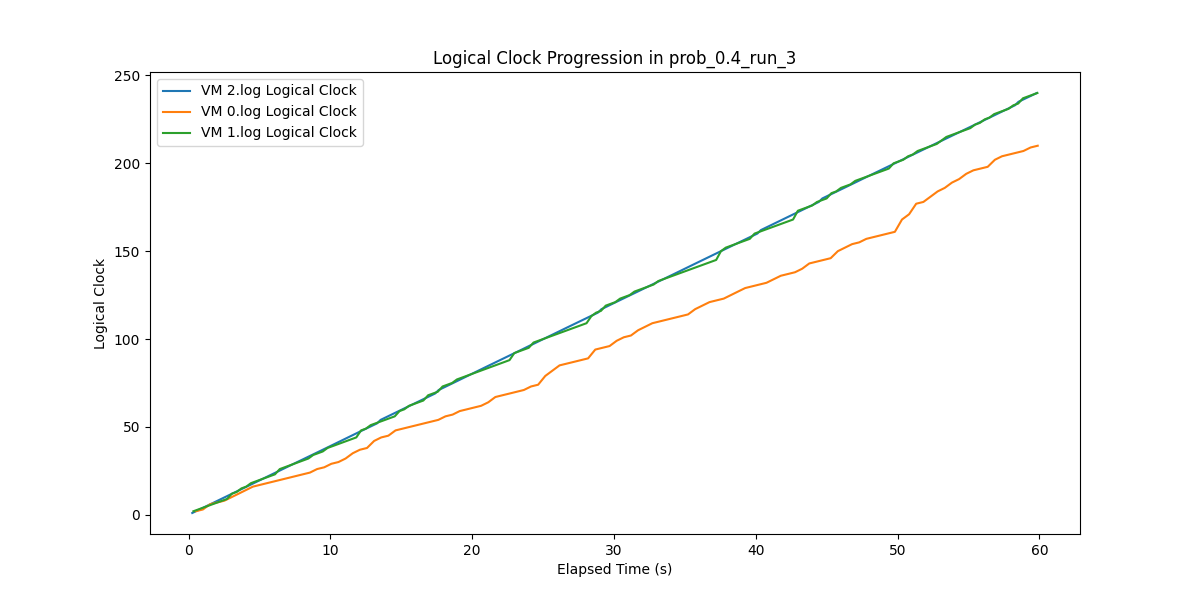 Logical Clock Progression in prob_0.4_run_3
VM 2.log Logical Clock
VM 0.log Logical Clock
VM 1.log Logical Clock
250
200
150
100
50
0
Logical Clock
0 10 20 30 40 50 60
Elapsed Time (s)